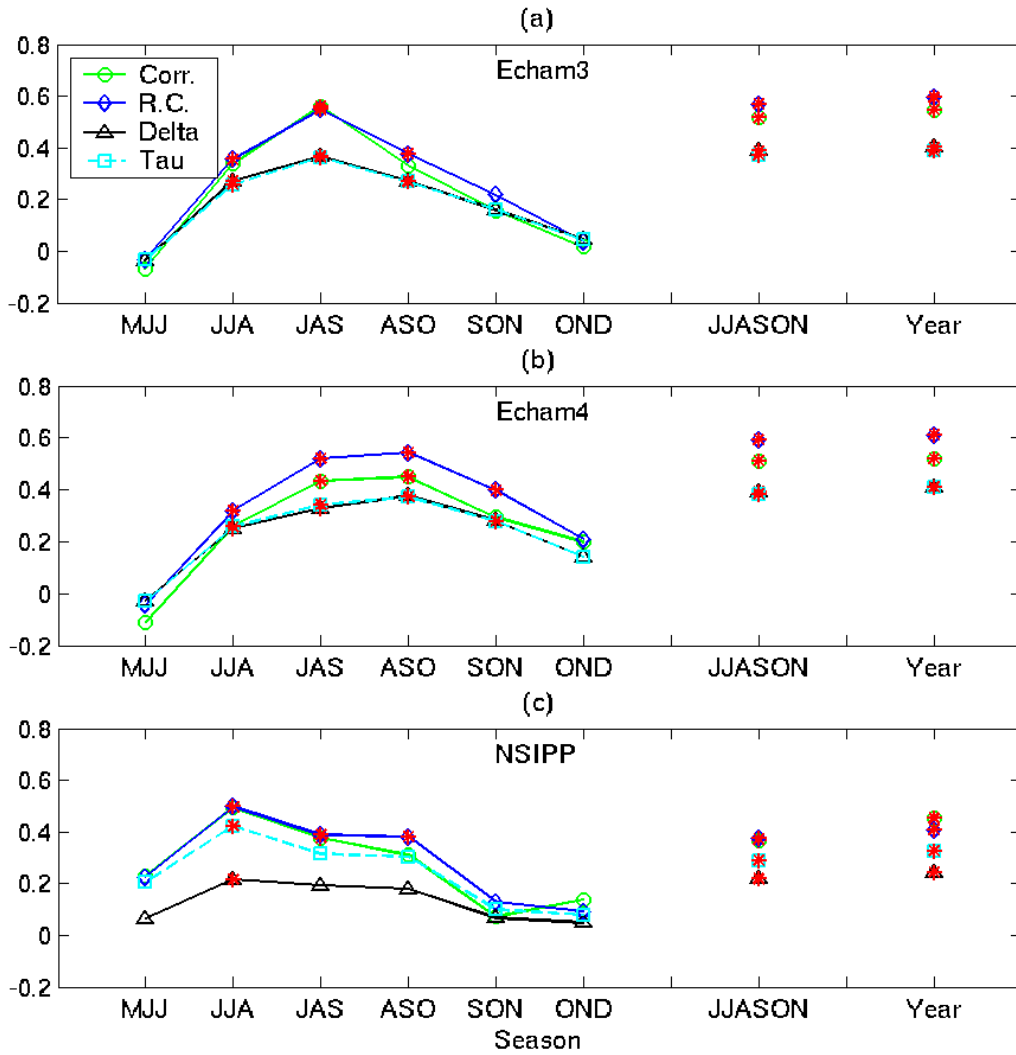 (a)
0.8
0.6
0.4
0.2
0
-0.2
Echam3
Corr.
R.C.
Delta
Tau
MJJ JJA JAS ASO SON OND JJASON Year
(b)
0.8
0.6
0.4
0.2
0
-0.2
Echam4
MJJ JJA JAS ASO SON OND JJASON Year
(c)
0.8
0.6
0.4
0.2
0
-0.2
NSIPP
MJJ JJA JAS ASO SON OND JJASON Year
Season